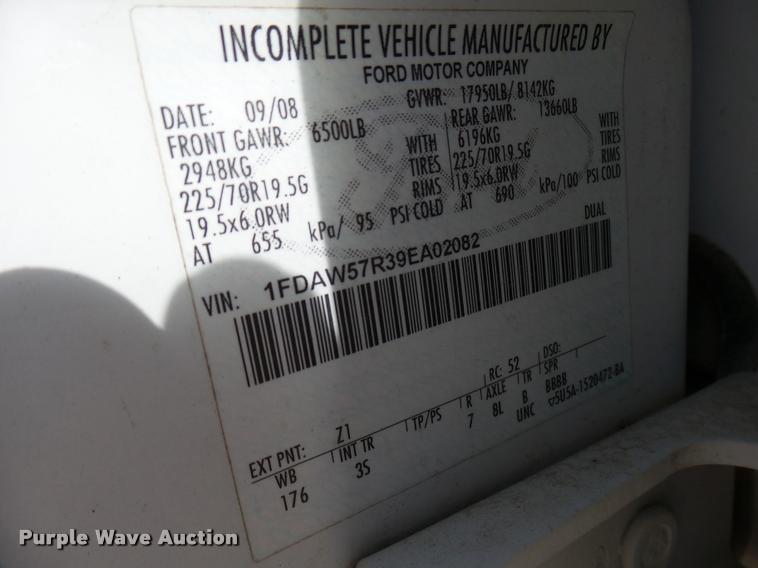 INCOMPLETE VEHICLE MANUFACTURED BY
FORD MOTOR COMPANY
DATE: 09/08 GVWR: 17950LB/ 8142KG
FRONT GAWR: 6500LB REAR GAWR: 13660LB
2948KG WITH 6196KG WITH
225/70R19.5G TIRES 225/70R19.5G TIRES
19.5x6.0RW RIMS 19.5x6.0RW RIMS
AT 655 kPa/ 95 PSI COLD AT 690 kPa/100 PSI COLD
DUAL
VIN: 1FDAW57R39EA02082
EXT PNT: Z1 RC: 52 DSO:
WB INT TR TP/PS R AXLE TR SPR
176 3S 7 8L B BBBB
UNC 5U5A-1520472-BA
Purple Wave Auction